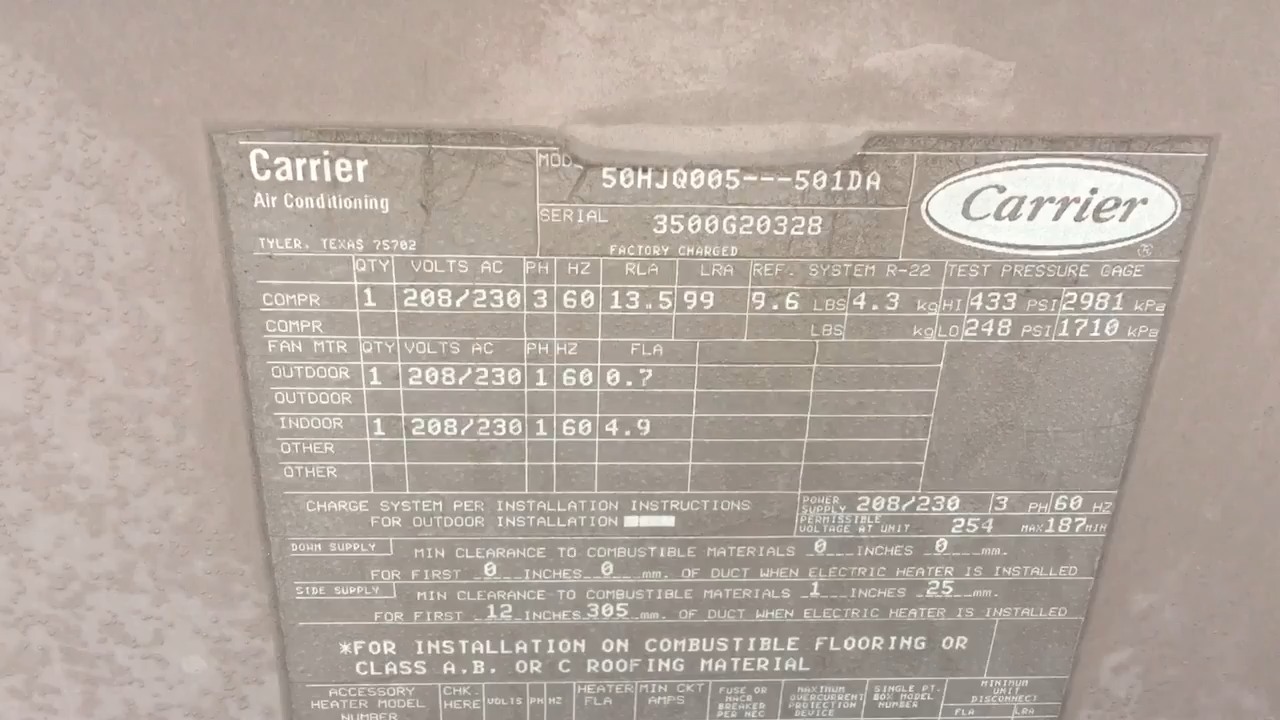 Carrier
Air Conditioning
TYLER, TEXAS 75702
50HJQ005---501DA
SERIAL 3500G20328
FACTORY CHARGED
Carrier
®
QTY VOLTS AC PH HZ RLA LRA REF. SYSTEM R-22 TEST PRESSURE GAGE
COMPR 1 208/230 3 60 13.5 99 9.6 LBS 4.3 kg HI 433 PSI 2981 kPa
COMPR LBS kg LO 248 PSI 1710 kPa
FAN MTR QTY VOLTS AC PH HZ FLA
OUTDOOR 1 208/230 1 60 0.7
OUTDOOR
INDOOR 1 208/230 1 60 4.9
OTHER
OTHER
CHARGE SYSTEM PER INSTALLATION INSTRUCTIONS
FOR OUTDOOR INSTALLATION
POWER SUPPLY 208/230 3 PH 60 HZ
PERMISSIBLE VOLTAGE AT UNIT 254 MAX 187 MIN
DOWN SUPPLY MIN CLEARANCE TO COMBUSTIBLE MATERIALS 0 INCHES 0 mm.
FOR FIRST 0 INCHES 0 mm. OF DUCT WHEN ELECTRIC HEATER IS INSTALLED
SIDE SUPPLY MIN CLEARANCE TO COMBUSTIBLE MATERIALS 1 INCHES 25 mm.
FOR FIRST 12 INCHES 305 mm. OF DUCT WHEN ELECTRIC HEATER IS INSTALLED
*FOR INSTALLATION ON COMBUSTIBLE FLOORING OR
CLASS A.B. OR C ROOFING MATERIAL
ACCESSORY HEATER MODEL NUMBER
CHK. HERE
VOLTS PH HZ
HEATER FLA
MIN CKT AMPS
FUSE OR HACR BREAKER PER NEC
MAXIMUM OVERCURRENT PROTECTION DEVICE
SINGLE PT. BOX MODEL NUMBER
MINIMUM UNIT DISCONNECT
FLA LRA